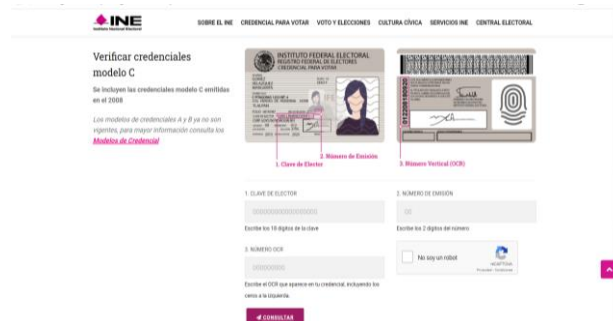 INE
Instituto Nacional Electoral
SOBRE EL INE CREDENCIAL PARA VOTAR VOTO Y ELECCIONES CULTURA CÍVICA SERVICIOS INE CENTRAL ELECTORAL
Verificar credenciales
modelo C
Se incluyen las credenciales modelo C emitidas
en el 2008
Los modelos de credenciales A y B ya no son
vigentes, para mayor información consulta los
Modelos de Credencial
INSTITUTO FEDERAL ELECTORAL
REGISTRO FEDERAL DE ELECTORES
CREDENCIAL PARA VOTAR
1. Clave de Elector
2. Número de Emisión
3. Número Vertical (OCR)
1. CLAVE DE ELECTOR
000000000000000000
Escribe los 18 dígitos de la clave
2. NÚMERO DE EMISIÓN
00
Escribe los 2 dígitos del número
3. NÚMERO OCR
000000000
Escribe el OCR que aparece en tu credencial, incluyendo los
ceros a la izquierda.
No soy un robot
reCAPTCHA
Privacidad - Condiciones
CONSULTAR